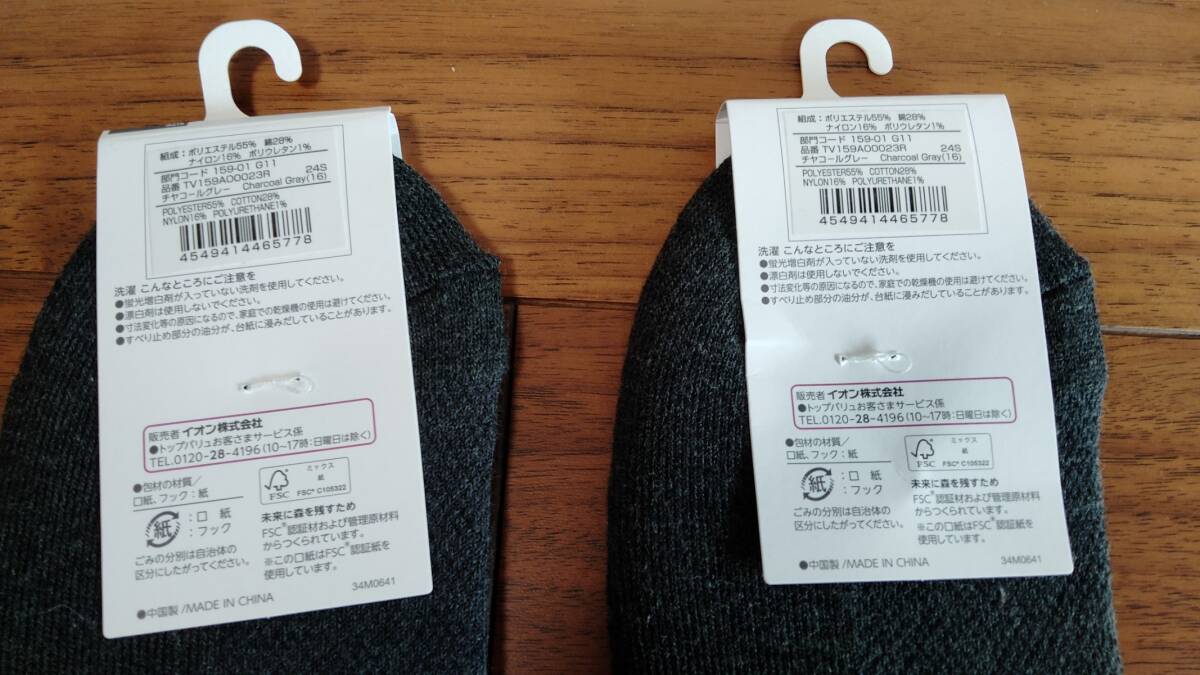 組成：ポリエステル55% 綿28%
ナイロン16% ポリウレタン1%
部門コード 159-01 G11
品番 TV159A00023R 24S
チャコールグレー Charcoal Gray(16)
POLYESTER55% COTTON28%
NYLON16% POLYURETHANE1%
4549414465778
洗濯 こんなところにご注意を
●蛍光増白剤が入っていない洗剤を使用してください。
●漂白剤は使用しないでください。
●寸法変化等の原因になるので、家庭での乾燥機の使用は避けてください。
●すべり止め部分の油分が、台紙に浸みだしていることがあります。
販売者 イオン株式会社
●トップバリュお客さまサービス係
TEL.0120-28-4196(10~17時:日曜日は除く)
●包材の材質/
口紙、フック：紙
紙
：口 紙
：フック
ごみの分別は自治体の
区分にしたがってください。
FSC
ミックス
紙
FSC® C105322
未来に森を残すため
FSC®認証材および管理原材料
からつくられています。
※この口紙はFSC®認証紙を
使用しています。
●中国製 /MADE IN CHINA
34M0641
組成：ポリエステル55% 綿28%
ナイロン16% ポリウレタン1%
部門コード 159-01 G11
品番 TV159A00023R 24S
チャコールグレー Charcoal Gray(16)
POLYESTER55% COTTON28%
NYLON16% POLYURETHANE1%
4549414465778
洗濯 こんなところにご注意を
●蛍光増白剤が入っていない洗剤を使用してください。
●漂白剤は使用しないでください。
●寸法変化等の原因になるので、家庭での乾燥機の使用は避けてください。
●すべり止め部分の油分が、台紙に浸みだしていることがあります。
販売者 イオン株式会社
●トップバリュお客さまサービス係
TEL.0120-28-4196(10~17時:日曜日は除く)
●包材の材質/
口紙、フック：紙
紙
：口 紙
：フック
ごみの分別は自治体の
区分にしたがってください。
FSC
ミックス
紙
FSC® C105322
未来に森を残すため
FSC®認証材および管理原材料
からつくられています。
※この口紙はFSC®認証紙を
使用しています。
●中国製 /MADE IN CHINA
34M0641